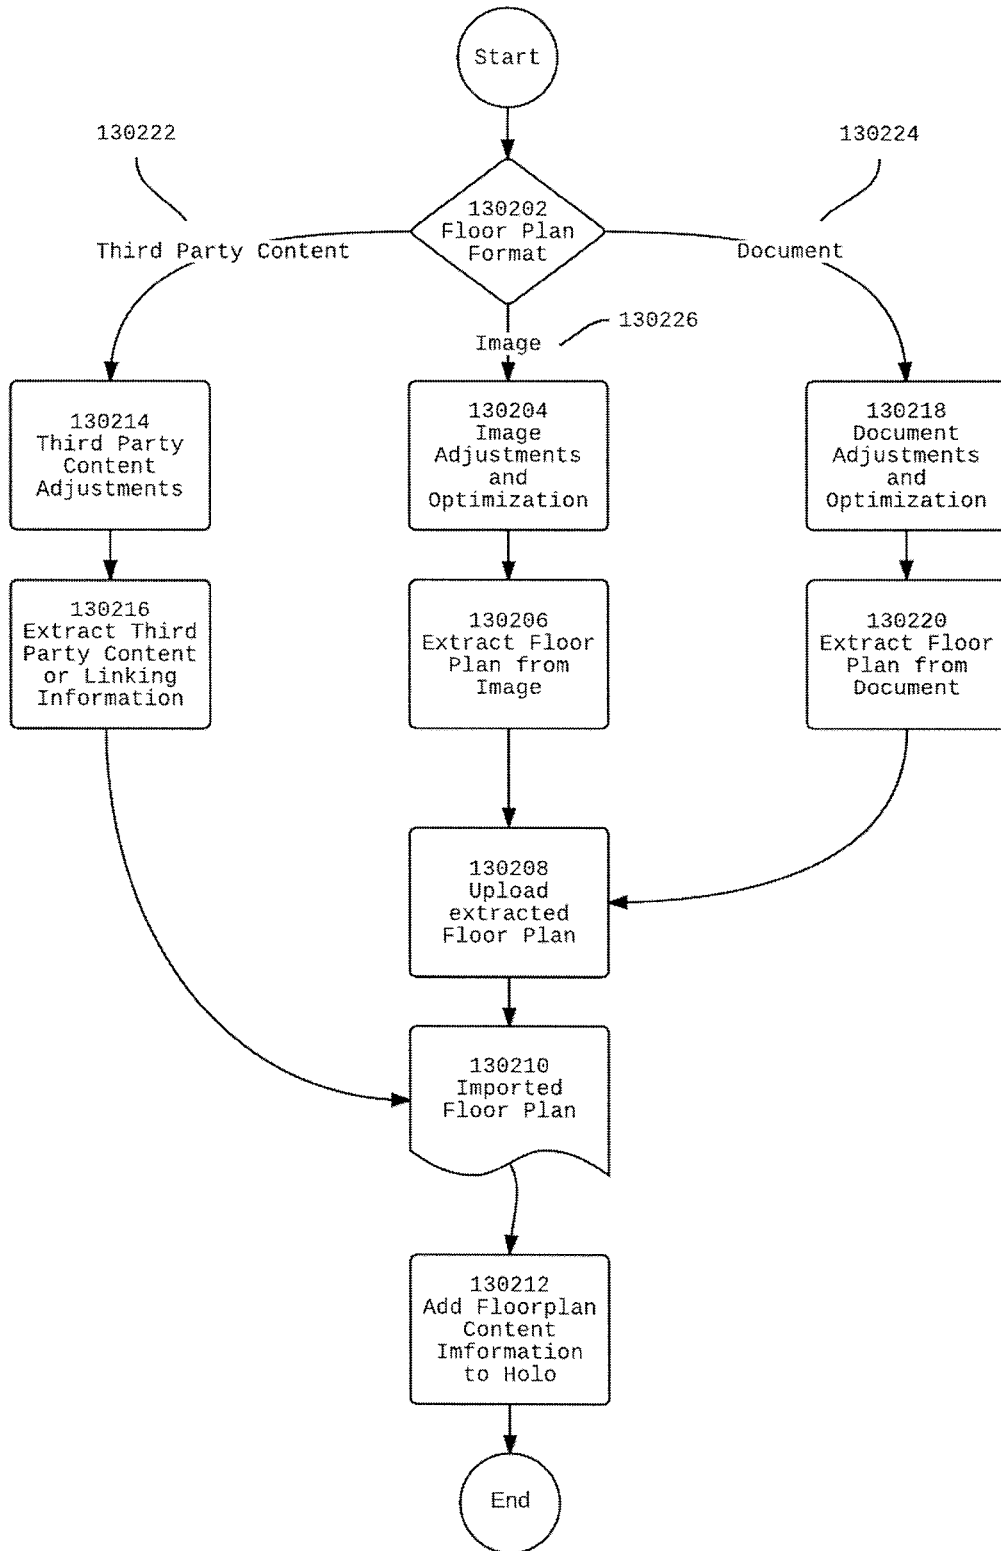 Start
130222
130224
130202
Floor Plan
Format
Third Party Content
Document
130226
Image
130214
Third Party
Content
Adjustments
130204
Image
Adjustments
and
Optimization
130218
Document
Adjustments
and
Optimization
130216
Extract Third
Party Content
or Linking
Information
130206
Extract Floor
Plan from
Image
130220
Extract Floor
Plan from
Document
130208
Upload
extracted
Floor Plan
130210
Imported
Floor Plan
130212
Add Floorplan
Content
Imformation
to Holo
End